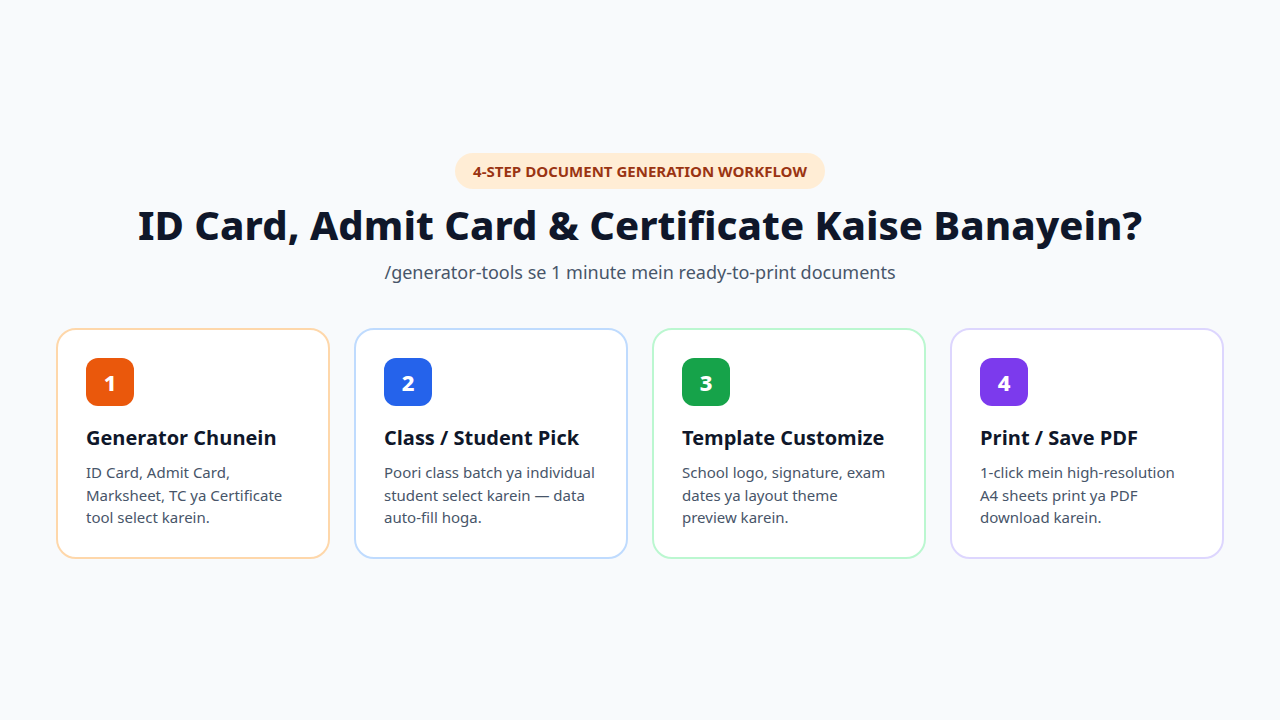 4-STEP DOCUMENT GENERATION WORKFLOW
ID Card, Admit Card & Certificate Kaise Banayein?
/generator-tools se 1 minute mein ready-to-print documents
1
Generator Chunein
ID Card, Admit Card,
Marksheet, TC ya Certificate
tool select karein.
2
Class / Student Pick
Poori class batch ya individual
student select karein — data
auto-fill hoga.
3
Template Customize
School logo, signature, exam
dates ya layout theme
preview karein.
4
Print / Save PDF
1-click mein high-resolution
A4 sheets print ya PDF
download karein.